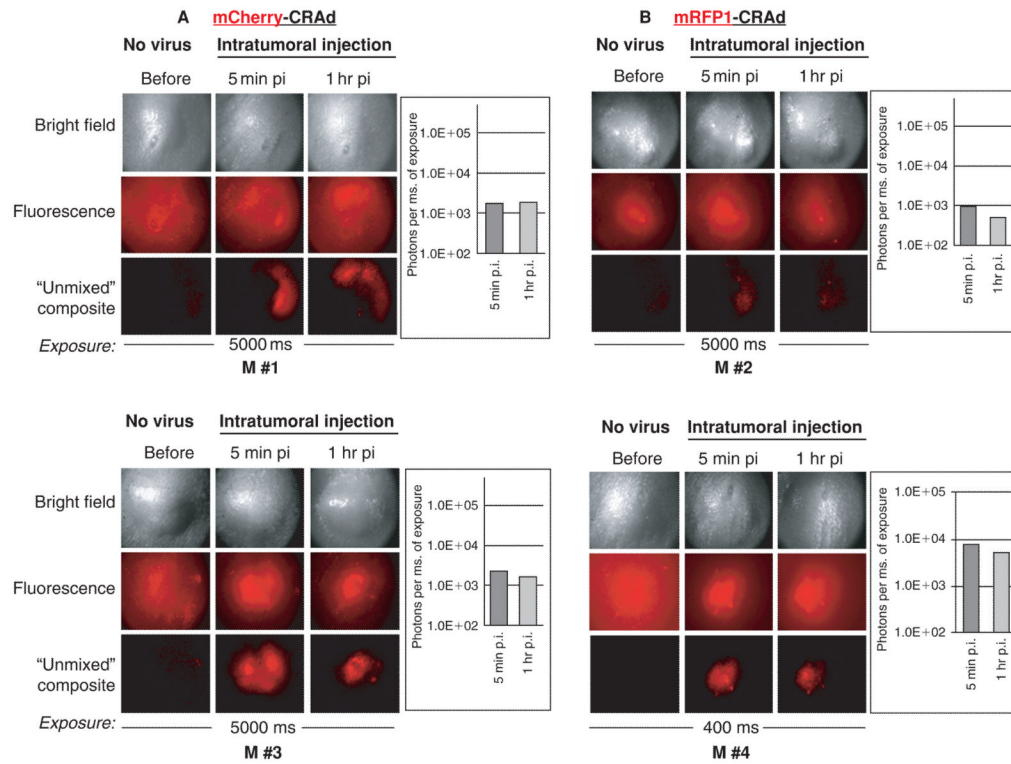 A mCherry-CRAd
No virus Intratumoral injection
Before 5 min pi 1 hr pi
Bright field
Fluorescence
"Unmixed" composite
Exposure: 5000 ms
M #1
Photons per ms. of exposure
1.0E+05
1.0E+04
1.0E+03
1.0E+02
5 min p.i.
1 hr p.i.
B mRFP1-CRAd
No virus Intratumoral injection
Before 5 min pi 1 hr pi
5000 ms
M #2
Photons per ms. of exposure
1.0E+05
1.0E+04
1.0E+03
1.0E+02
5 min p.i.
1 hr p.i.
No virus Intratumoral injection
Before 5 min pi 1 hr pi
Bright field
Fluorescence
"Unmixed" composite
Exposure: 5000 ms
M #3
Photons per ms. of exposure
1.0E+05
1.0E+04
1.0E+03
1.0E+02
5 min p.i.
1 hr p.i.
No virus Intratumoral injection
Before 5 min pi 1 hr pi
400 ms
M #4
Photons per ms. of exposure
1.0E+05
1.0E+04
1.0E+03
1.0E+02
5 min p.i.
1 hr p.i.